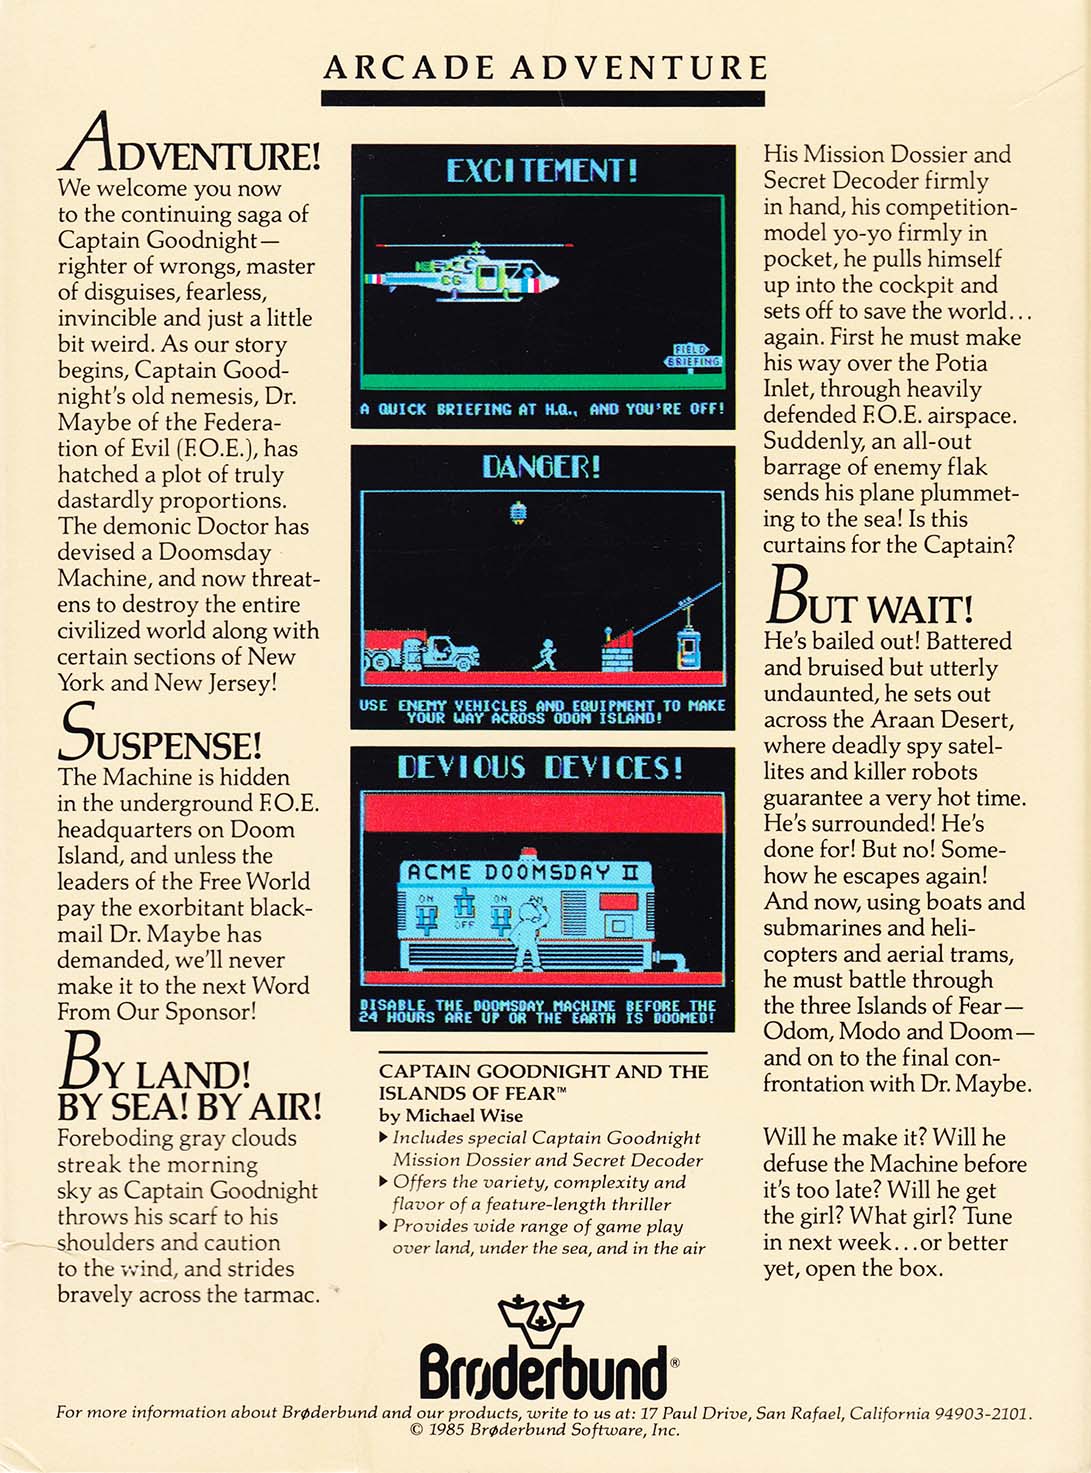 ARCADE ADVENTURE
ADVENTURE!
We welcome you now
to the continuing saga of
Captain Goodnight—
righter of wrongs, master
of disguises, fearless,
invincible and just a little
bit weird. As our story
begins, Captain Good-
night's old nemesis, Dr.
Maybe of the Federa-
tion of Evil (F.O.E.), has
hatched a plot of truly
dastardly proportions.
The demonic Doctor has
devised a Doomsday
Machine, and now threat-
ens to destroy the entire
civilized world along with
certain sections of New
York and New Jersey!
SUSPENSE!
The Machine is hidden
in the underground F.O.E.
headquarters on Doom
Island, and unless the
leaders of the Free World
pay the exorbitant black-
mail Dr. Maybe has
demanded, we'll never
make it to the next Word
From Our Sponsor!
BY LAND!
BY SEA! BY AIR!
Foreboding gray clouds
streak the morning
sky as Captain Goodnight
throws his scarf to his
shoulders and caution
to the wind, and strides
bravely across the tarmac.
EXCITEMENT!
CG
FIELD
BRIEFING
A QUICK BRIEFING AT H.Q., AND YOU'RE OFF!
DANGER!
USE ENEMY VEHICLES AND EQUIPMENT TO MAKE
YOUR WAY ACROSS ODOM ISLAND!
DEVIOUS DEVICES!
ACME DOOMSDAY II
ON ON ON
OFF
DISABLE THE DOOMSDAY MACHINE BEFORE THE
24 HOURS ARE UP OR THE EARTH IS DOOMED!
CAPTAIN GOODNIGHT AND THE
ISLANDS OF FEAR™
by Michael Wise
▶ Includes special Captain Goodnight
Mission Dossier and Secret Decoder
▶ Offers the variety, complexity and
flavor of a feature-length thriller
▶ Provides wide range of game play
over land, under the sea, and in the air
His Mission Dossier and
Secret Decoder firmly
in hand, his competition-
model yo-yo firmly in
pocket, he pulls himself
up into the cockpit and
sets off to save the world...
again. First he must make
his way over the Potia
Inlet, through heavily
defended F.O.E. airspace.
Suddenly, an all-out
barrage of enemy flak
sends his plane plummet-
ing to the sea! Is this
curtains for the Captain?
BUT WAIT!
He's bailed out! Battered
and bruised but utterly
undaunted, he sets out
across the Araan Desert,
where deadly spy satel-
lites and killer robots
guarantee a very hot time.
He's surrounded! He's
done for! But no! Some-
how he escapes again!
And now, using boats and
submarines and heli-
copters and aerial trams,
he must battle through
the three Islands of Fear—
Odom, Modo and Doom—
and on to the final con-
frontation with Dr. Maybe.
Will he make it? Will he
defuse the Machine before
it's too late? Will he get
the girl? What girl? Tune
in next week...or better
yet, open the box.
Brøderbund®
For more information about Brøderbund and our products, write to us at: 17 Paul Drive, San Rafael, California 94903-2101.
© 1985 Brøderbund Software, Inc.